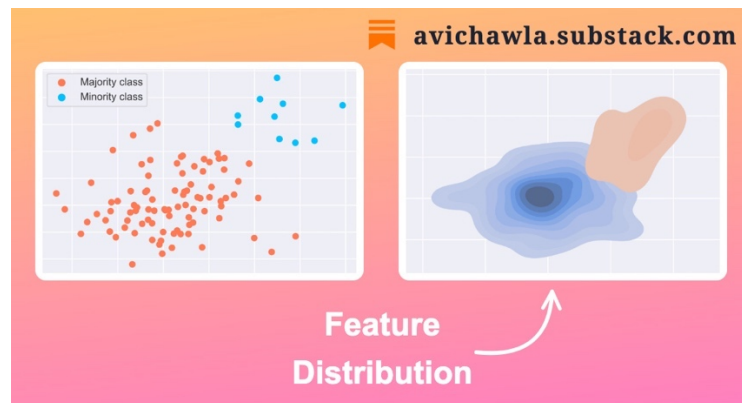 avichawla.substack.com
Majority class
Minority class
Feature
Distribution